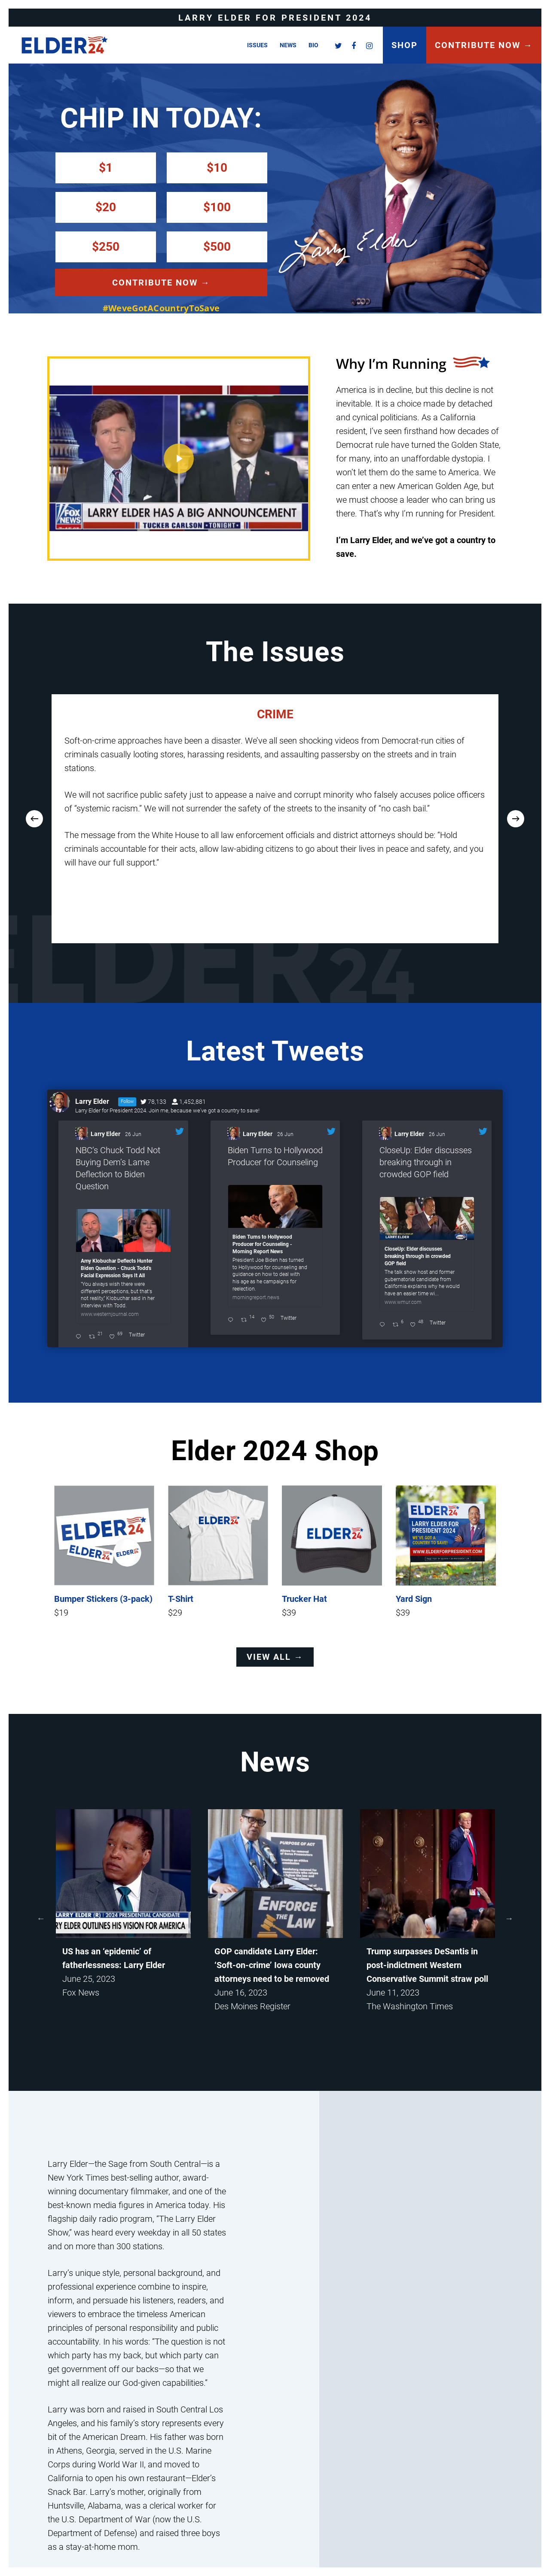 LARRY ELDER FOR PRESIDENT 2024
ELDER24
ISSUES NEWS BIO
SHOP
CONTRIBUTE NOW →
CHIP IN TODAY:
$1
$10
$20
$100
$250
$500
CONTRIBUTE NOW →
#WeveGotACountryToSave
Larry Elder
Why I'm Running
America is in decline, but this decline is not
inevitable. It is a choice made by detached
and cynical politicians. As a California
resident, I've seen firsthand how decades of
Democrat rule have turned the Golden State,
for many, into an unaffordable dystopia. I
won't let them do the same to America. We
can enter a new American Golden Age, but
we must choose a leader who can bring us
there. That's why I'm running for President.
I'm Larry Elder, and we've got a country to
save.
FOX
NEWS
LARRY ELDER HAS A BIG ANNOUNCEMENT
TUCKER CARLSON TONIGHT
The Issues
CRIME
Soft-on-crime approaches have been a disaster. We've all seen shocking videos from Democrat-run cities of
criminals casually looting stores, harassing residents, and assaulting passersby on the streets and in train
stations.
We will not sacrifice public safety just to appease a naive and corrupt minority who falsely accuses police officers
of “systemic racism.” We will not surrender the safety of the streets to the insanity of “no cash bail.”
The message from the White House to all law enforcement officials and district attorneys should be: “Hold
criminals accountable for their acts, allow law-abiding citizens to go about their lives in peace and safety, and you
will have our full support.”
ELDER24
Latest Tweets
Larry Elder Follow 78,133 1,452,881
Larry Elder for President 2024. Join me, because we've got a country to save!
Larry Elder · 26 Jun
NBC's Chuck Todd Not
Buying Dem's Lame
Deflection to Biden
Question
Amy Klobuchar Deflects Hunter
Biden Question - Chuck Todd's
Facial Expression Says It All
"You always wish there were
different perceptions, but that's
not reality," Klobuchar said in her
interview with Todd.
www.westernjournal.com
21 69 Twitter
Larry Elder · 26 Jun
Biden Turns to Hollywood
Producer for Counseling
Biden Turns to Hollywood
Producer for Counseling -
Morning Report News
President Joe Biden has turned
to Hollywood for counseling and
guidance on how to deal with
his age as he campaigns for
reelection.
morningreport.news
14 30 Twitter
Larry Elder · 26 Jun
CloseUp: Elder discusses
breaking through in
crowded GOP field
LARRY ELDER
CloseUp: Elder discusses
breaking through in crowded
GOP field
The talk show host and former
gubernatorial candidate from
California explains why he would
have an easier time wi...
www.wmur.com
6 48 Twitter
Elder 2024 Shop
ELDER24
ELDER24
ELDER24
ELDER24
ELDER24
ELDER24
LARRY ELDER FOR
PRESIDENT 2024
WE'VE GOT A
COUNTRY TO SAVE!
WWW.ELDERFORPRESIDENT.COM
Bumper Stickers (3-pack)
$19
T-Shirt
$29
Trucker Hat
$39
Yard Sign
$39
VIEW ALL →
News
LARRY ELDER (R) | 2024 PRESIDENTIAL CANDIDATE
RY ELDER OUTLINES HIS VISION FOR AMERICA
PURPOSE OF ACT
ENFORCE
THE LAW
US has an ‘epidemic’ of
fatherlessness: Larry Elder
June 25, 2023
Fox News
GOP candidate Larry Elder:
‘Soft-on-crime’ Iowa county
attorneys need to be removed
June 16, 2023
Des Moines Register
Trump surpasses DeSantis in
post-indictment Western
Conservative Summit straw poll
June 11, 2023
The Washington Times
Larry Elder—the Sage from South Central—is a
New York Times best-selling author, award-
winning documentary filmmaker, and one of the
best-known media figures in America today. His
flagship daily radio program, “The Larry Elder
Show,” was heard every weekday in all 50 states
and on more than 300 stations.
Larry's unique style, personal background, and
professional experience combine to inspire,
inform, and persuade his listeners, readers, and
viewers to embrace the timeless American
principles of personal responsibility and public
accountability. In his words: “The question is not
which party has my back, but which party can
get government off our backs—so that we
might all realize our God-given capabilities.”
Larry was born and raised in South Central Los
Angeles, and his family's story represents every
bit of the American Dream. His father was born
in Athens, Georgia, served in the U.S. Marine
Corps during World War II, and moved to
California to open his own restaurant—Elder's
Snack Bar. Larry's mother, originally from
Huntsville, Alabama, was a clerical worker for
the U.S. Department of War (now the U.S.
Department of Defense) and raised three boys
as a stay-at-home mom.